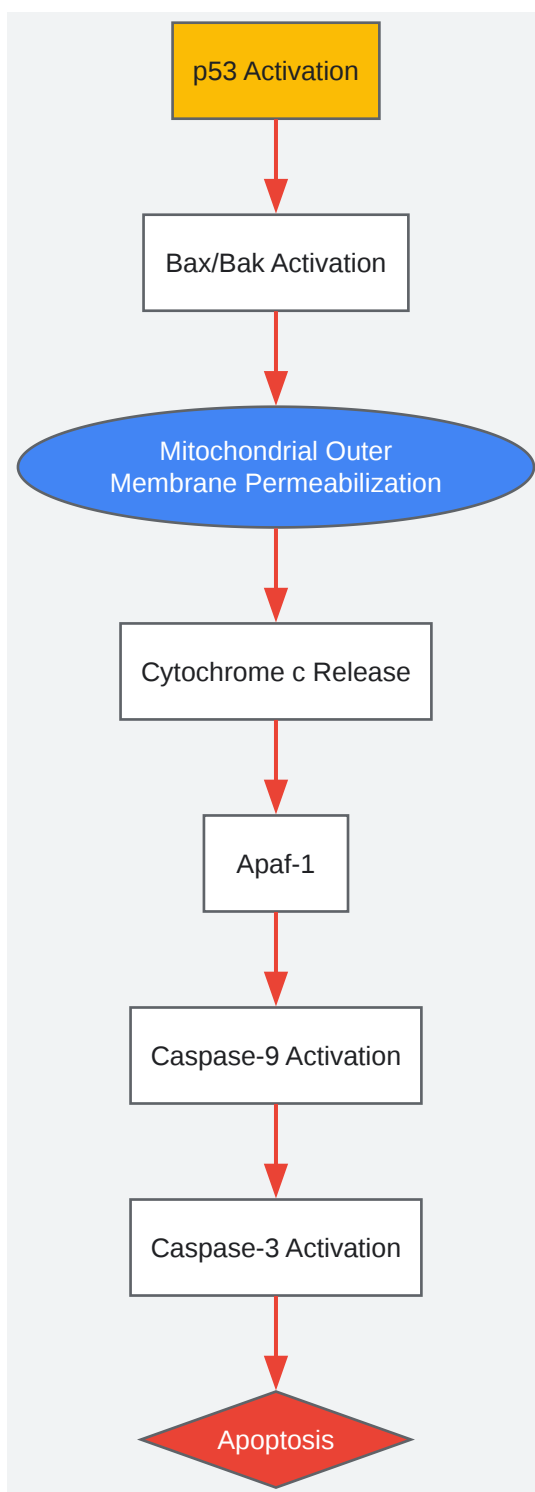 p53 Activation
Bax/Bak Activation
Mitochondrial Outer
Membrane Permeabilization
Cytochrome c Release
Apaf-1
Caspase-9 Activation
Caspase-3 Activation
Apoptosis